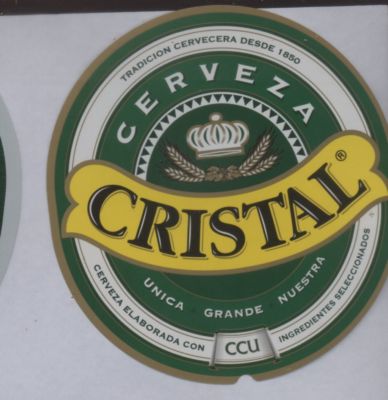 TRADICION CERVECERA DESDE 1850
CERVEZA
CRISTAL®
UNICA GRANDE NUESTRA
CERVEZA ELABORADA CON INGREDIENTES SELECCIONADOS
CCU